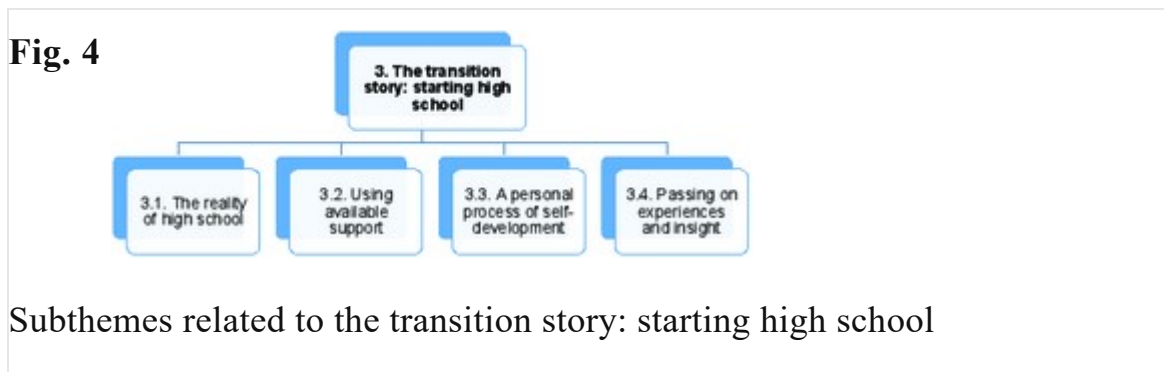 Fig. 4
3. The transition
story: starting high
school
3.1. The reality
of high school
3.2. Using
available
support
3.3. A personal
process of self-
development
3.4. Passing on
experiences
and insight
Subthemes related to the transition story: starting high school